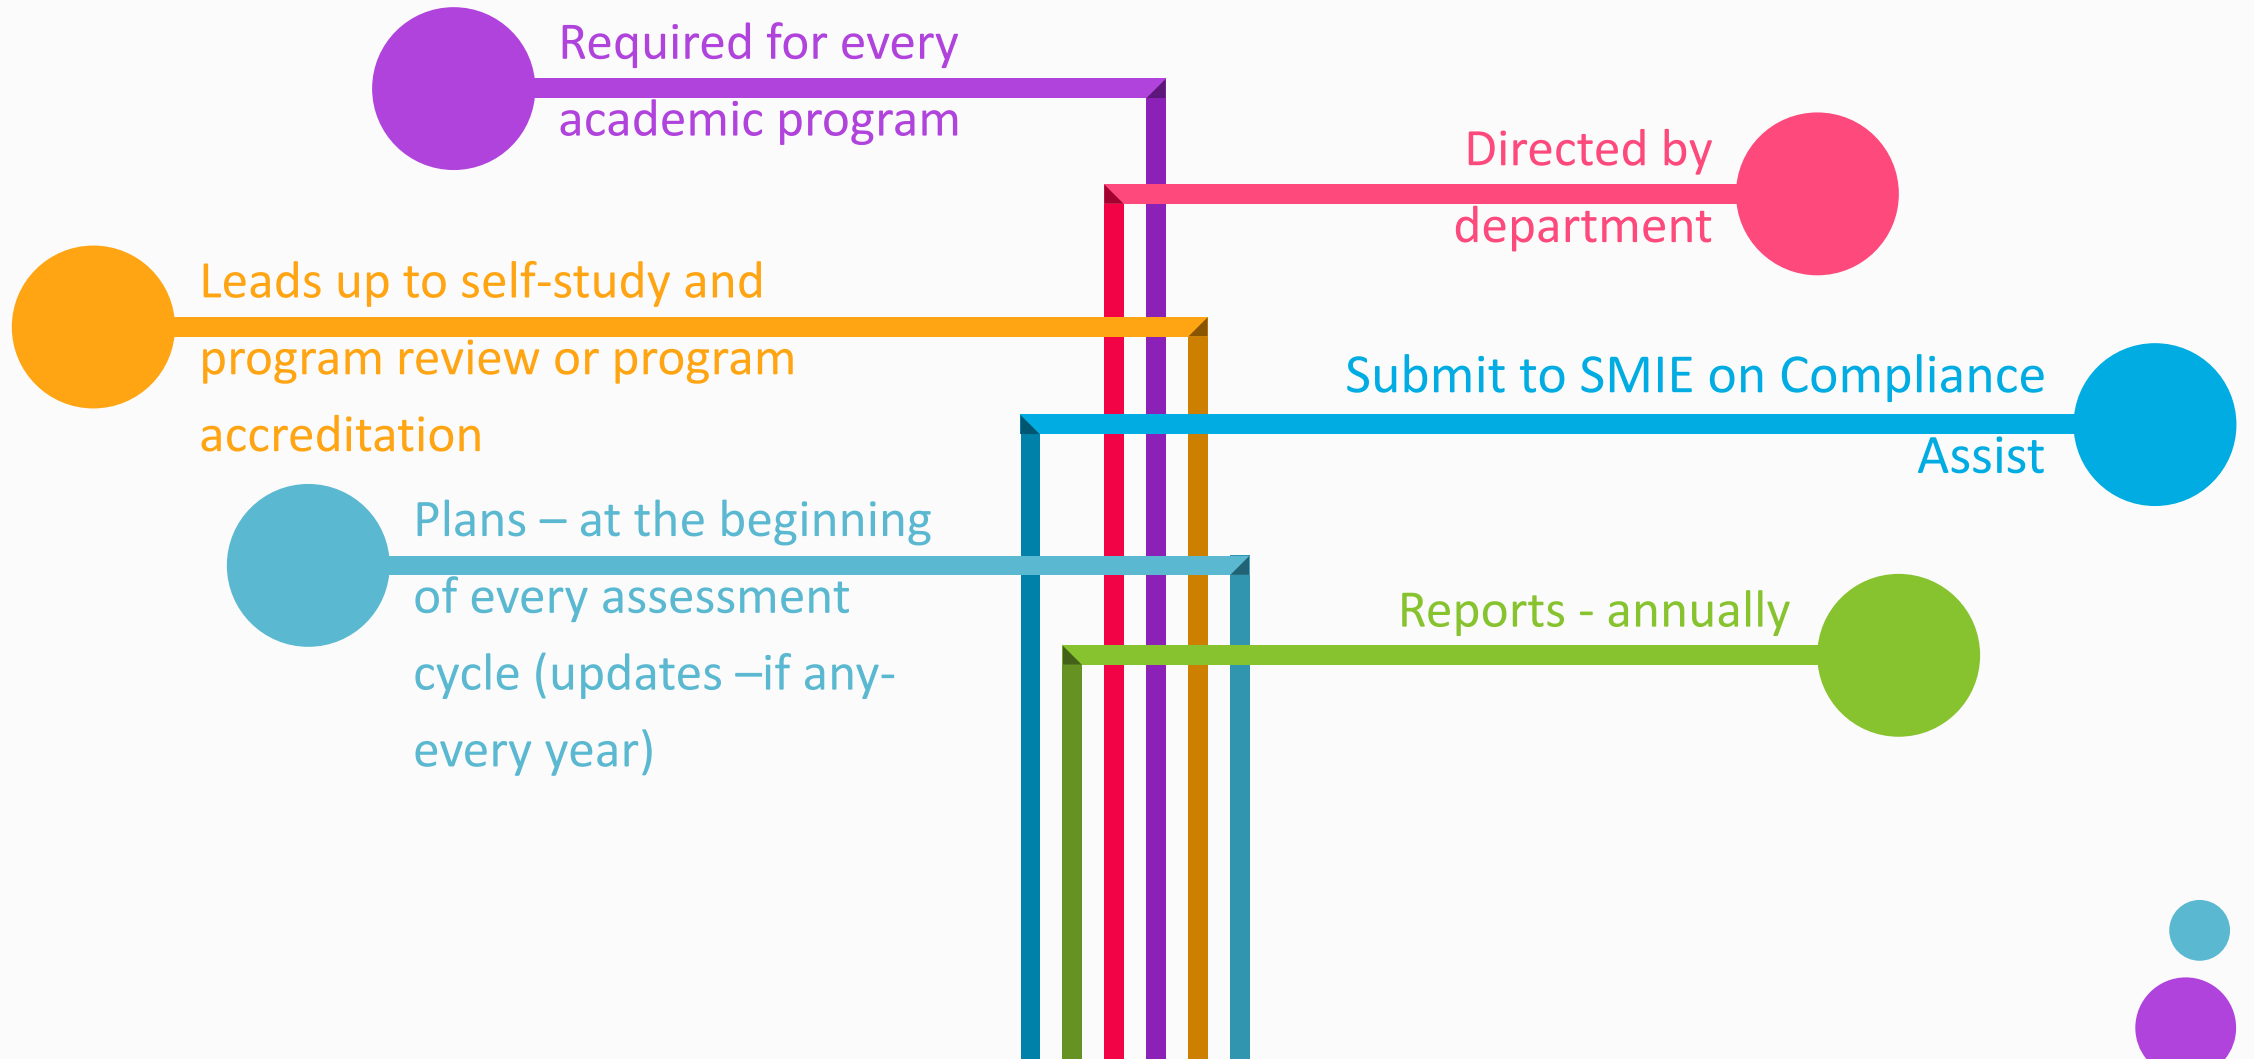 Required for every
academic program
Directed by
department
Leads up to self-study and
program review or program
accreditation
Submit to SMIE on Compliance
Assist
Plans – at the beginning
of every assessment
cycle (updates –if any-
every year)
Reports - annually